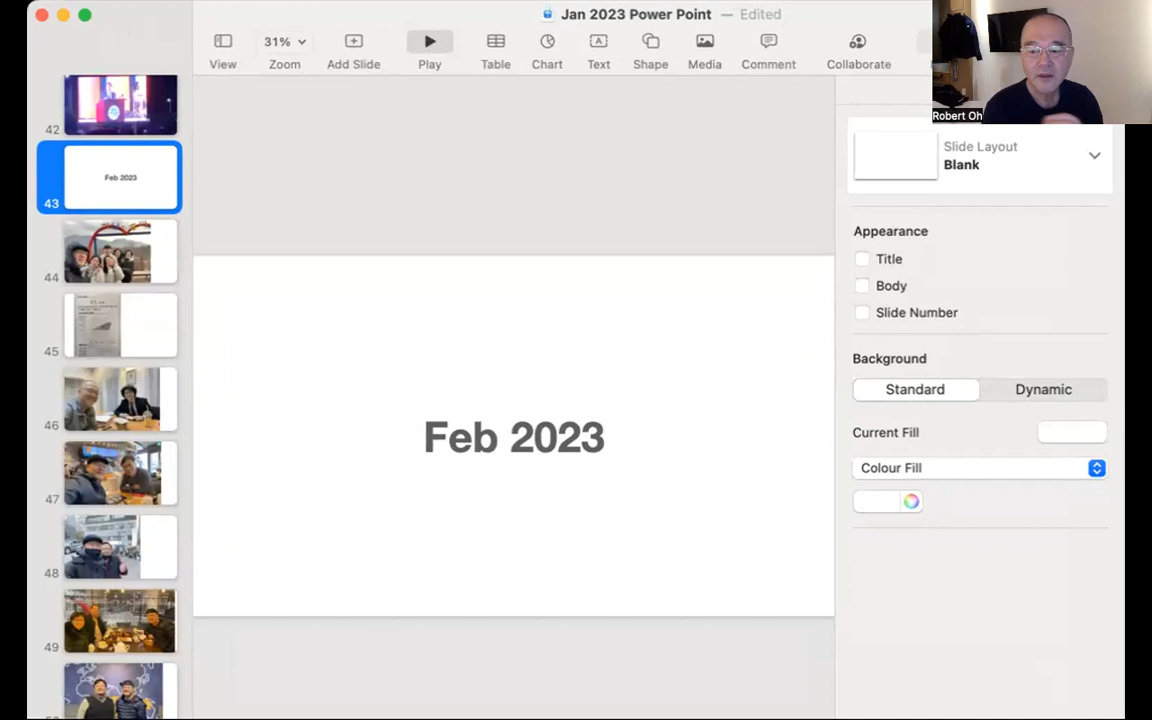 Jan 2023 Power Point — Edited
View
31%
Zoom
Add Slide
Play
Table
Chart
Text
Shape
Media
Comment
Collaborate
Robert Oh
42
Feb 2023
43
44
45
46
47
48
49
Feb 2023
Slide Layout
Blank
Appearance
Title
Body
Slide Number
Background
Standard
Dynamic
Current Fill
Colour Fill